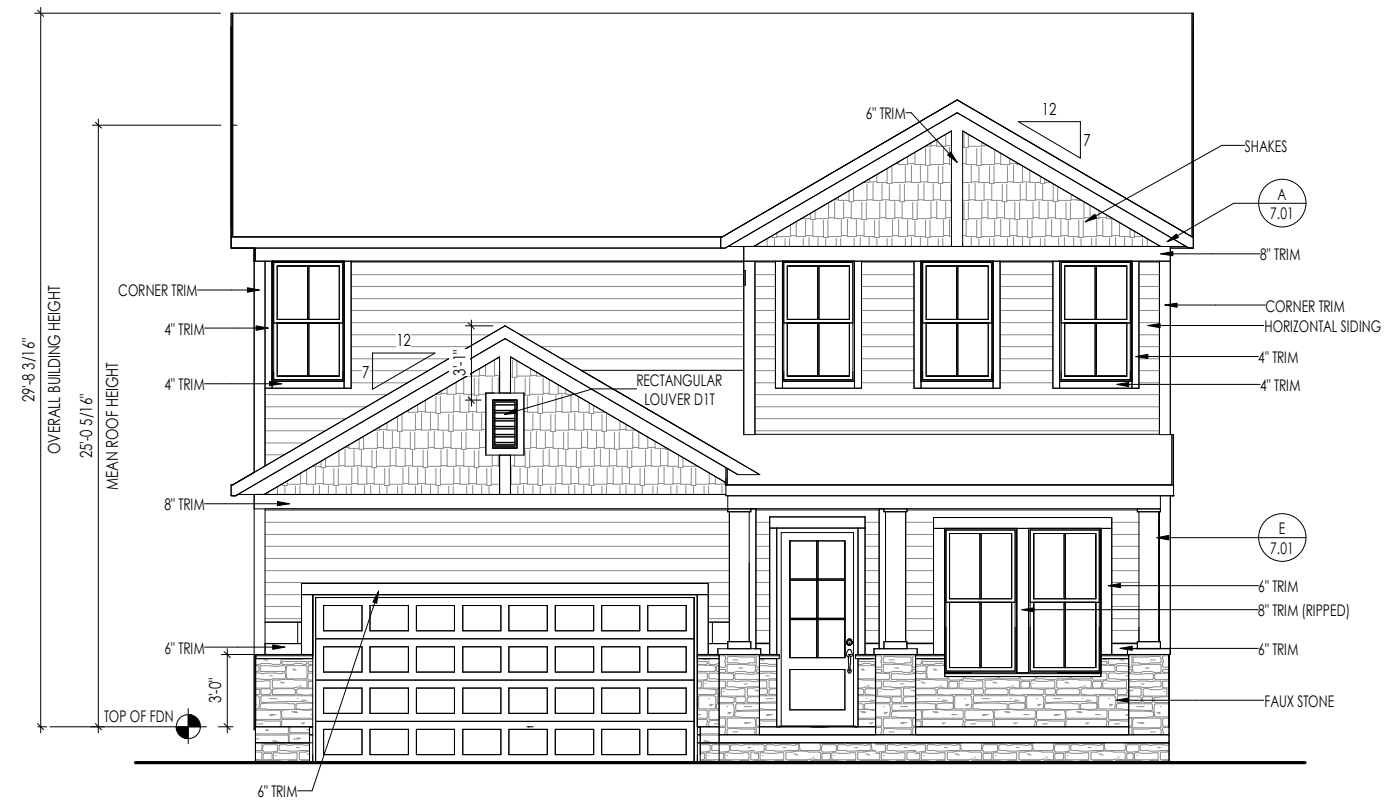 6" TRIM
12
7
SHAKES
A
7.01
8" TRIM
CORNER TRIM
4" TRIM
4" TRIM
CORNER TRIM
HORIZONTAL SIDING
4" TRIM
4" TRIM
12
7
3'-1"
RECTANGULAR
LOUVER D1T
29'-8 3/16"
OVERALL BUILDING HEIGHT
25'-0 5/16"
MEAN ROOF HEIGHT
8" TRIM
E
7.01
6" TRIM
8" TRIM (RIPPED)
6" TRIM
6" TRIM
3'-0"
FAUX STONE
TOP OF FDN
6" TRIM